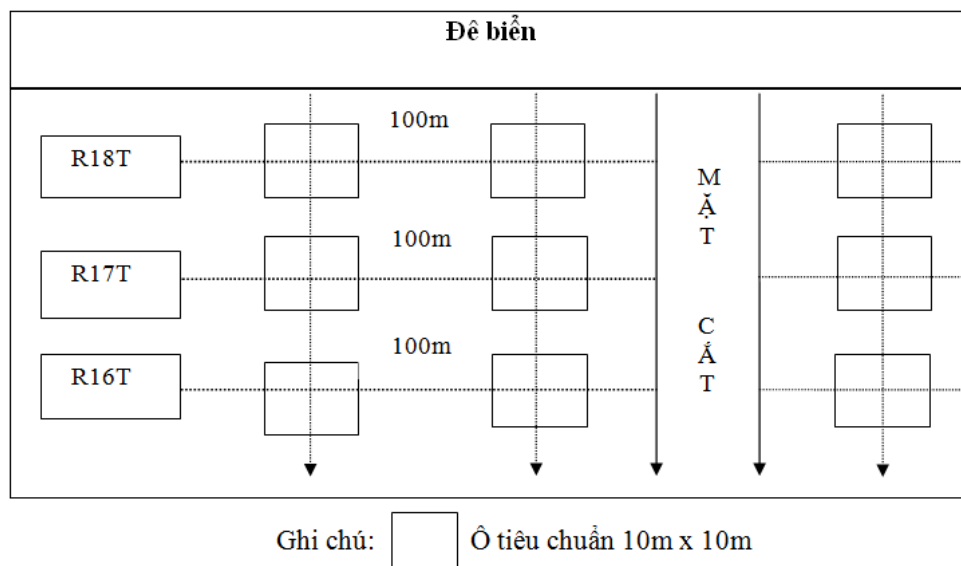 Đê biển
R18T
100m
R17T
100m
R16T
100m
M
Ặ
T
C
Ắ
T
Ghi chú:
Ô tiêu chuẩn 10m x 10m